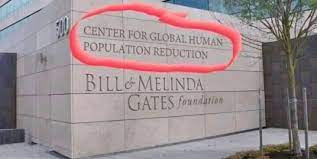 500
CENTER FOR GLOBAL HUMAN
POPULATION REDUCTION
BILL & MELINDA
GATES foundation